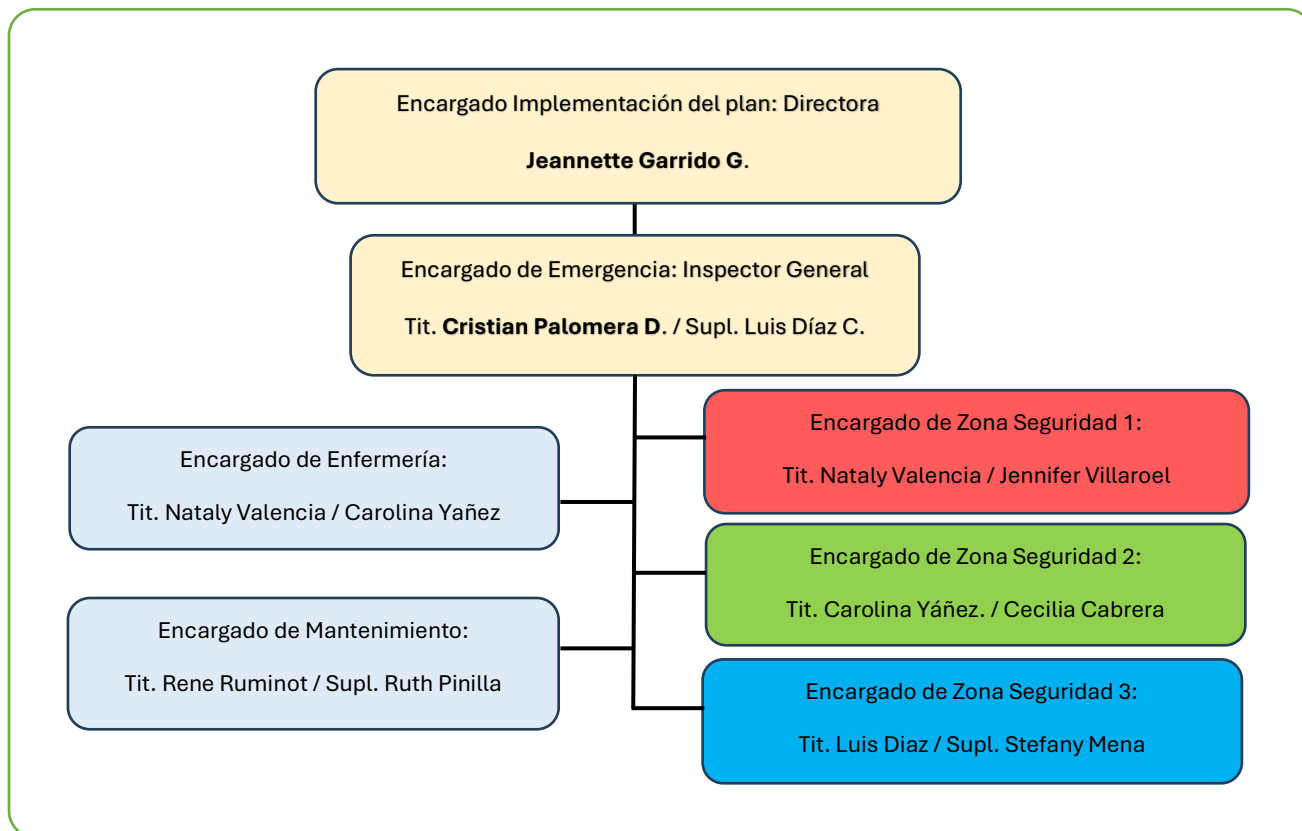 Encargado Implementación del plan: Directora
Jeannette Garrido G.
Encargado de Emergencia: Inspector General
Tit. Cristian Palomera D. / Supl. Luis Díaz C.
Encargado de Enfermería:
Tit. Nataly Valencia / Carolina Yañez
Encargado de Mantenimiento:
Tit. Rene Ruminot / Supl. Ruth Pinilla
Encargado de Zona Seguridad 1:
Tit. Nataly Valencia / Jennifer Villaroel
Encargado de Zona Seguridad 2:
Tit. Carolina Yáñez. / Cecilia Cabrera
Encargado de Zona Seguridad 3:
Tit. Luis Diaz / Supl. Stefany Mena